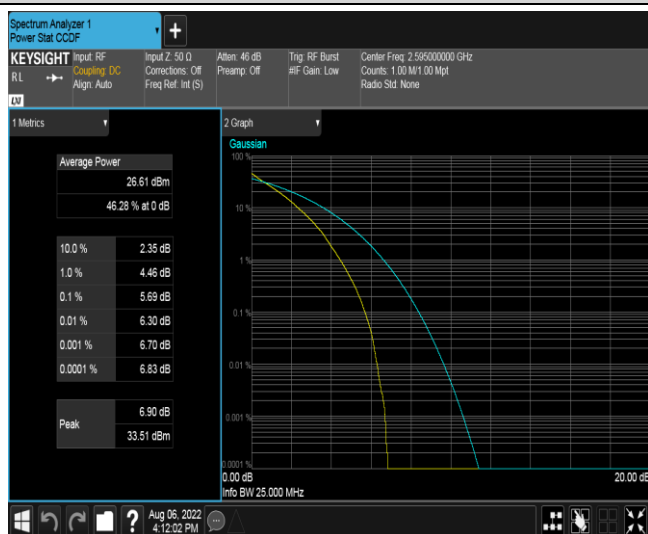 Spectrum Analyzer 1
Power Stat CCDF
+
KEYSIGHT
RL
LXI
Input: RF
Coupling: DC
Align: Auto
Input Z: 50 Ω
Corrections: Off
Freq Ref: Int (S)
Atten: 46 dB
Preamp: Off
Trig: RF Burst
#IF Gain: Low
Center Freq: 2.595000000 GHz
Counts: 1.00 M/1.00 Mpt
Radio Std: None
1 Metrics
Average Power
26.61 dBm
46.28 % at 0 dB
10.0 % 2.35 dB
1.0 % 4.46 dB
0.1 % 5.69 dB
0.01 % 6.30 dB
0.001 % 6.70 dB
0.0001 % 6.83 dB
Peak
6.90 dB
33.51 dBm
2 Graph
Gaussian
100 %
10 %
1 %
0.1 %
0.01 %
0.001 %
0.0001 %
0.00 dB 20.00 dB
Info BW 25.000 MHz
?
Aug 06, 2022
4:12:02 PM